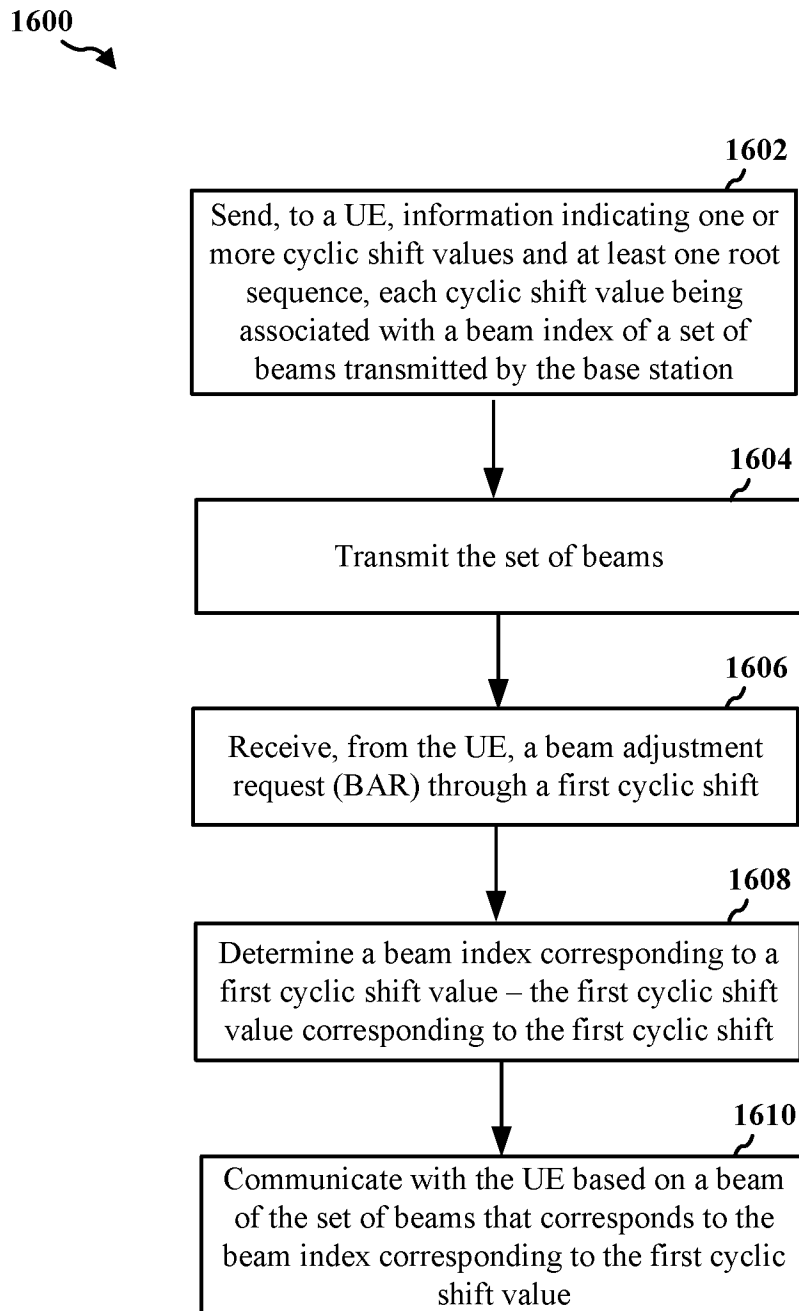 1600
1602
Send, to a UE, information indicating one or
more cyclic shift values and at least one root
sequence, each cyclic shift value being
associated with a beam index of a set of
beams transmitted by the base station
1604
Transmit the set of beams
1606
Receive, from the UE, a beam adjustment
request (BAR) through a first cyclic shift
1608
Determine a beam index corresponding to a
first cyclic shift value – the first cyclic shift
value corresponding to the first cyclic shift
1610
Communicate with the UE based on a beam
of the set of beams that corresponds to the
beam index corresponding to the first cyclic
shift value